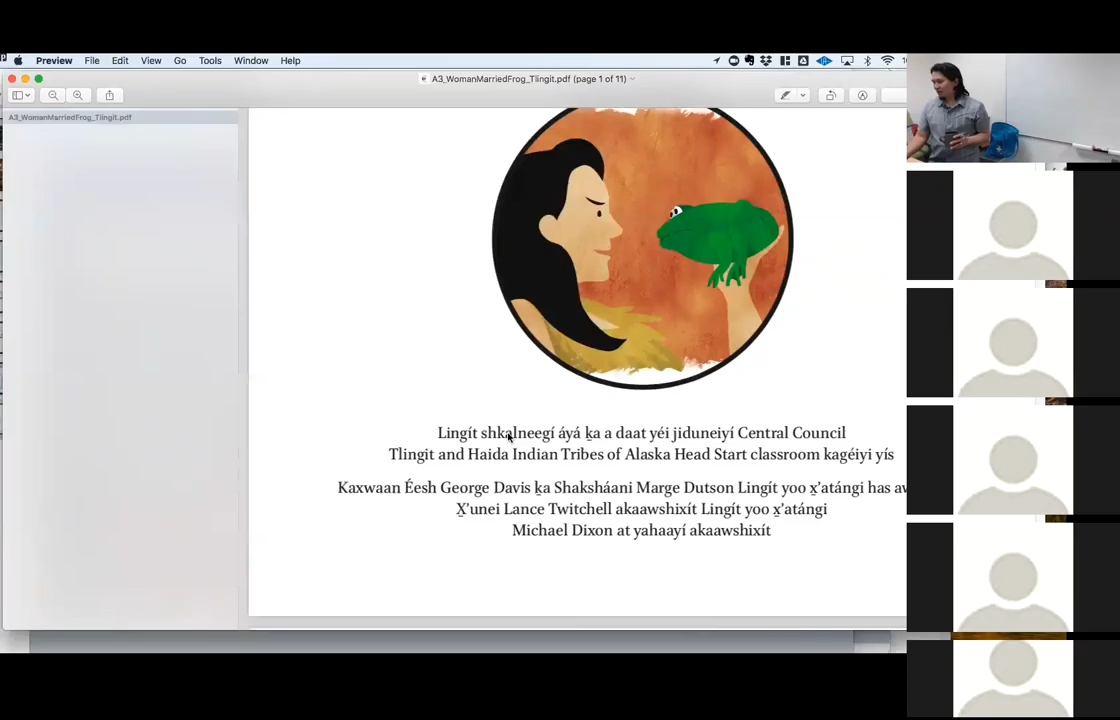 Preview File Edit View Go Tools Window Help
A3_WomanMarriedFrog_Tlingit.pdf (page 1 of 11)
A3_WomanMarriedFrog_Tlingit.pdf
Lingít shkalneegí áyá ḵa a daat yéi jiduneiyí Central Council
Tlingit and Haida Indian Tribes of Alaska Head Start classroom kagéiyi yís
Kaxwaan Éesh George Davis ḵa Shaksháani Marge Dutson Lingít yoo x̱ʼatángi has
X̱ʼunei Lance Twitchell akaawshixít Lingít yoo x̱ʼatángi
Michael Dixon at yahaayí akaawshixít